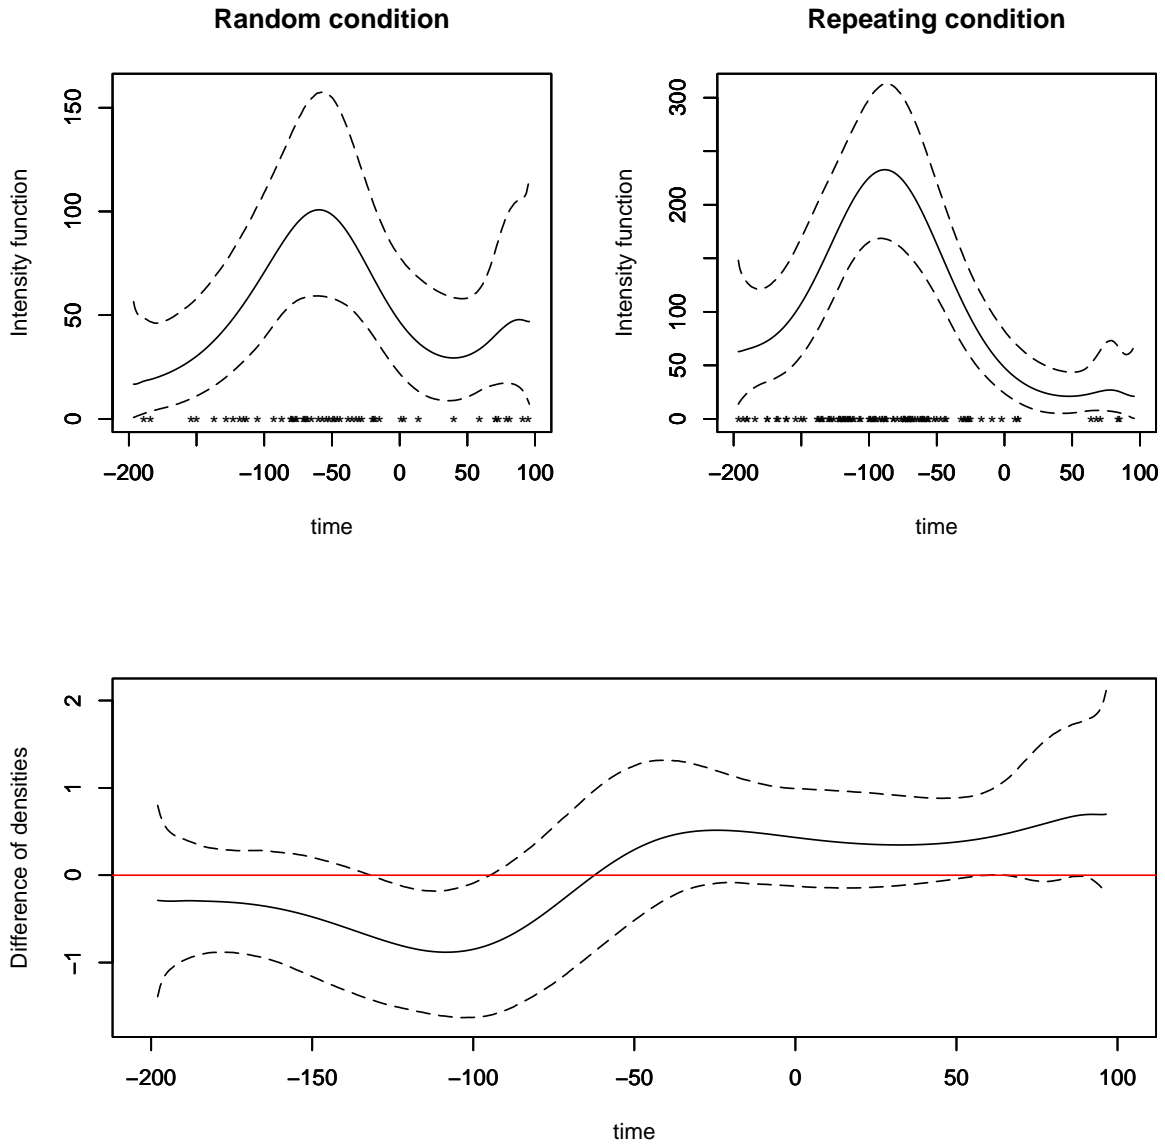 Random condition
Repeating condition
Intensity function
0 50 100 150
−200 −100 −50 0 50 100
time
Intensity function
0 50 100 200 300
−200 −100 −50 0 50 100
time
Difference of densities
−1 0 1 2
−200 −150 −100 −50 0 50 100
time